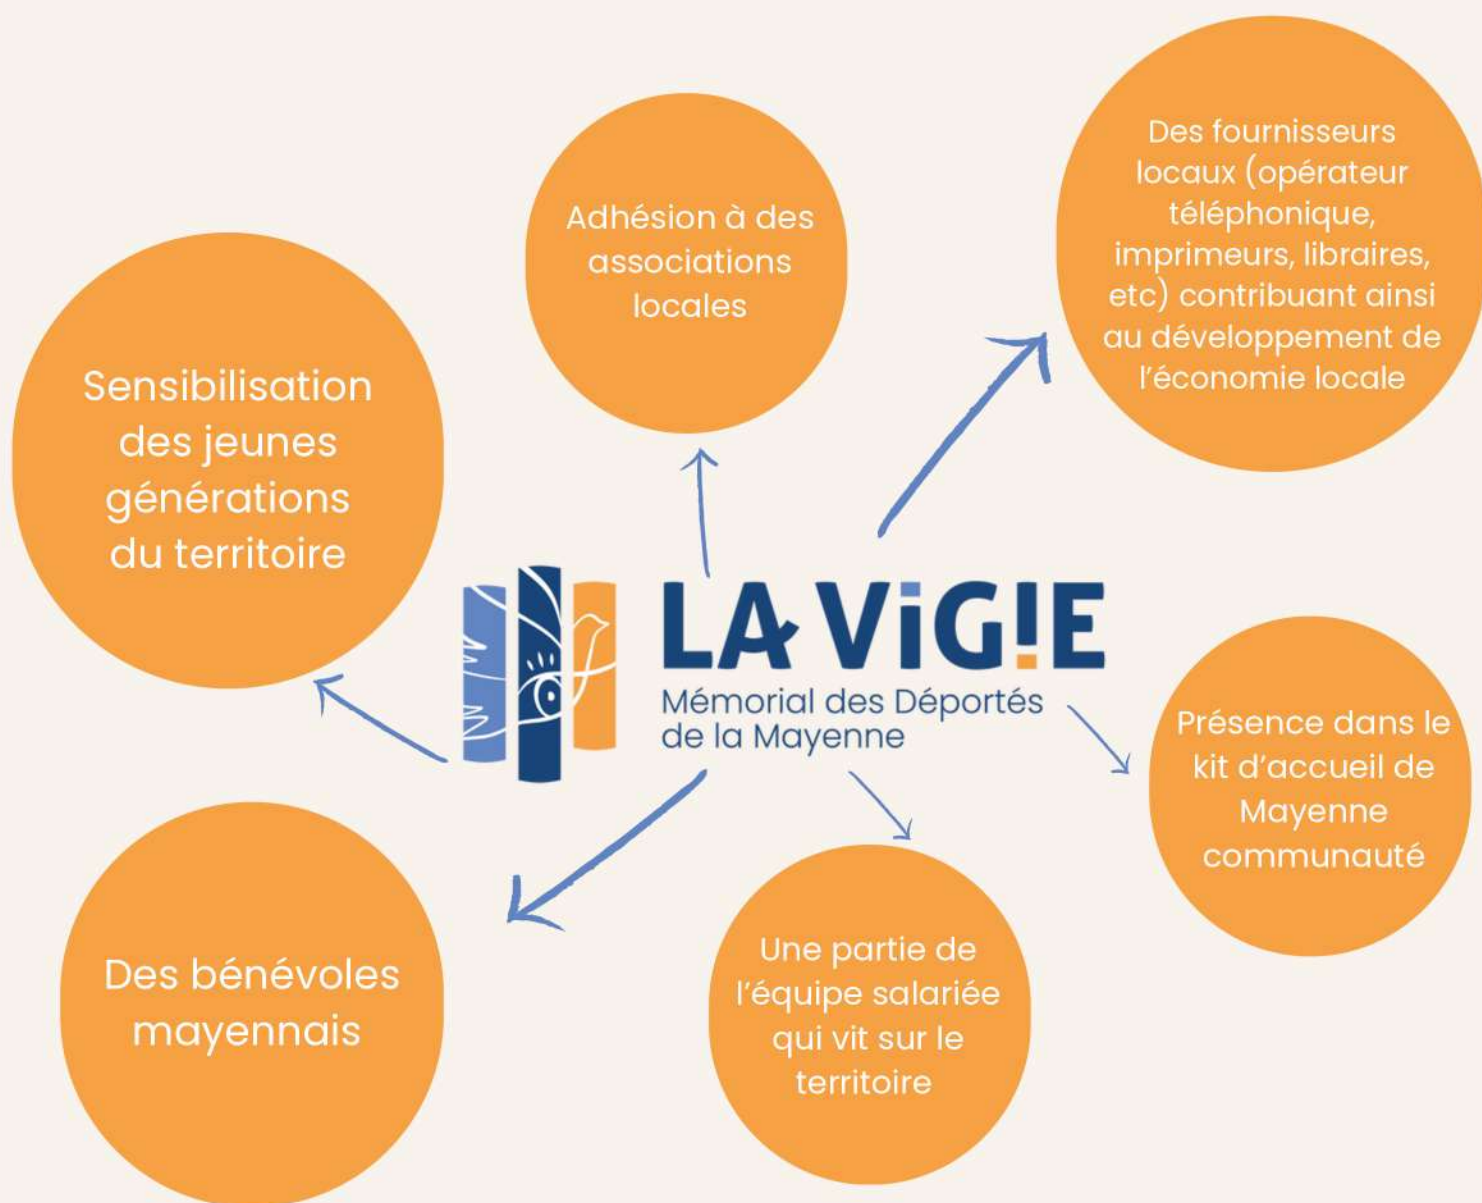 Adhésion à des
associations
locales
Des fournisseurs
locaux (opérateur
téléphonique,
imprimeurs, libraires,
etc) contribuant ainsi
au développement de
l'économie locale
Sensibilisation
des jeunes
générations
du territoire
LA ViG!E
Mémorial des Déportés
de la Mayenne
Présence dans le
kit d'accueil de
Mayenne
communauté
Des bénévoles
mayennais
Une partie de
l'équipe salariée
qui vit sur le
territoire